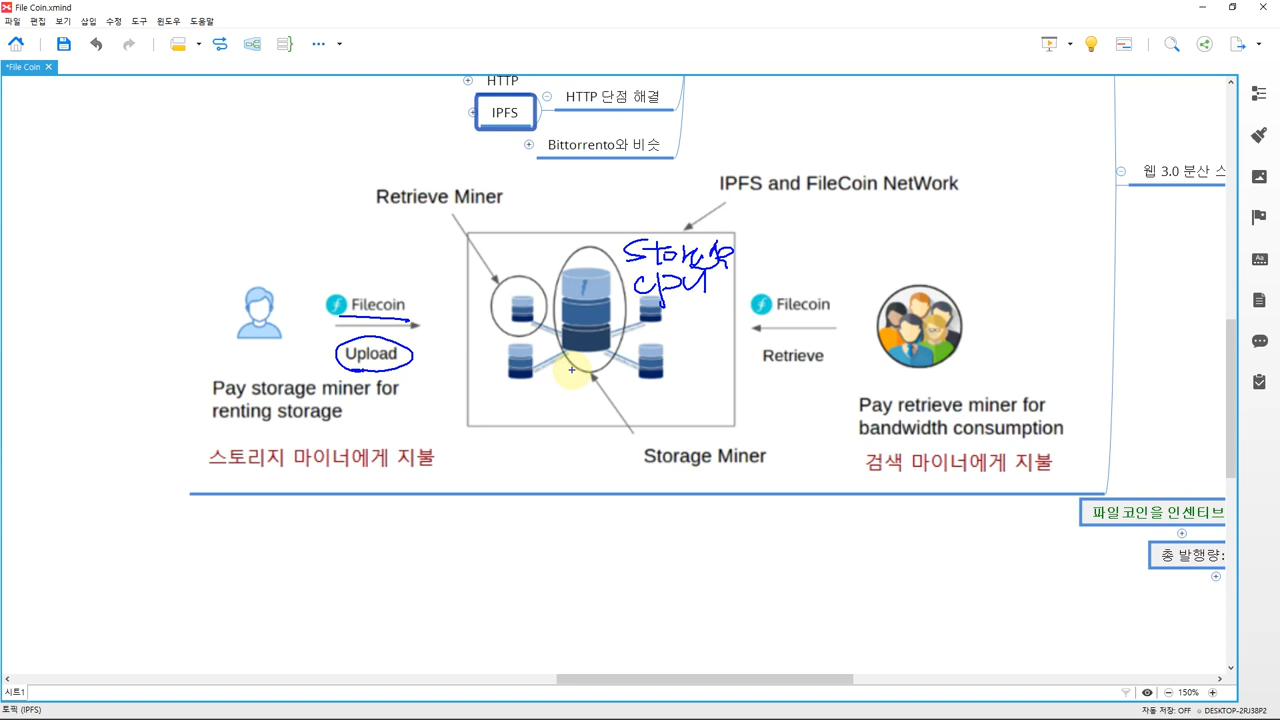 File Coin.xmind
파일 편집 보기 삽입 수정 도구 윈도우 도움말
*File Coin
HTTP
IPFS
HTTP 단점 해결
Bittorrento와 비슷
웹 3.0 분산 스
Retrieve Miner
IPFS and FileCoin NetWork
Storage
CPU
Filecoin
Upload
Pay storage miner for
renting storage
스토리지 마이너에게 지불
Filecoin
Retrieve
Pay retrieve miner for
bandwidth consumption
검색 마이너에게 지불
Storage Miner
파일코인을 인센티브
총 발행량:
시트1
150%
토픽 (IPFS)
자동 저장: OFF
DESKTOP-2RJ38P2